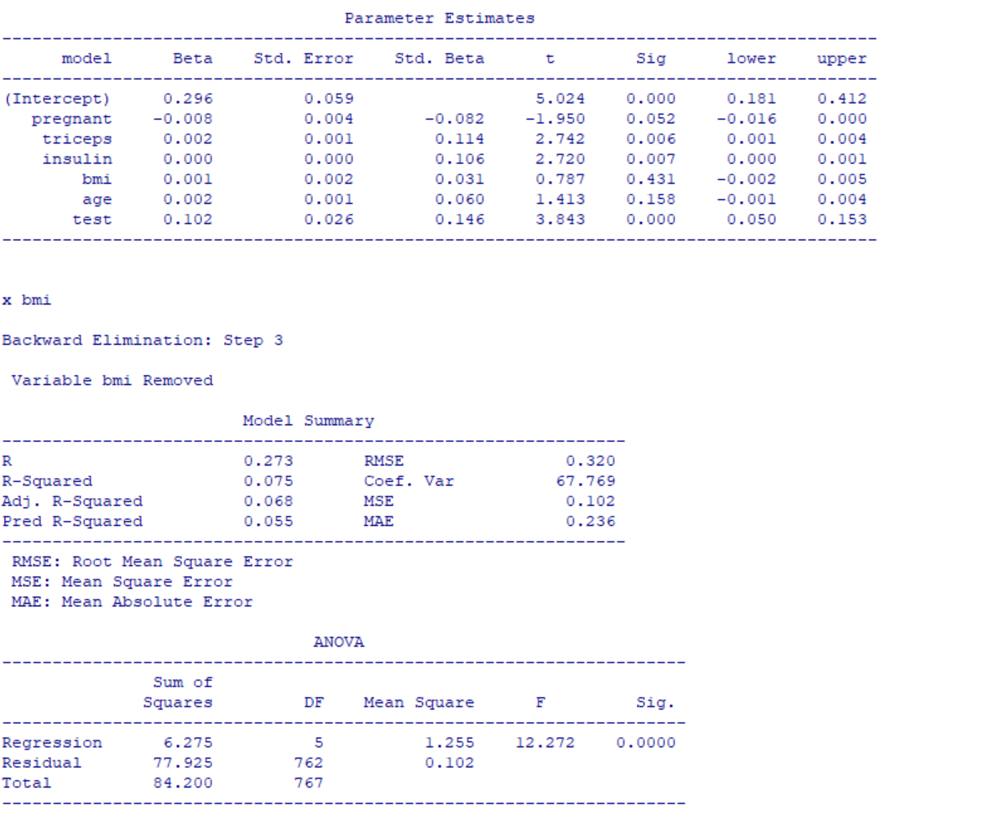 Parameter Estimates
----------------------------------------------------------------------------------------
model Beta Std. Error Std. Beta t Sig lower upper
----------------------------------------------------------------------------------------
(Intercept) 0.296 0.059 5.024 0.000 0.181 0.412
pregnant -0.008 0.004 -0.082 -1.950 0.052 -0.016 0.000
triceps 0.002 0.001 0.114 2.742 0.006 0.001 0.004
insulin 0.000 0.000 0.106 2.720 0.007 0.000 0.001
bmi 0.001 0.002 0.031 0.787 0.431 -0.002 0.005
age 0.002 0.001 0.060 1.413 0.158 -0.001 0.004
test 0.102 0.026 0.146 3.843 0.000 0.050 0.153
----------------------------------------------------------------------------------------
x bmi
Backward Elimination: Step 3
Variable bmi Removed
Model Summary
--------------------------------------------------------------
R 0.273 RMSE 0.320
R-Squared 0.075 Coef. Var 67.769
Adj. R-Squared 0.068 MSE 0.102
Pred R-Squared 0.055 MAE 0.236
--------------------------------------------------------------
RMSE: Root Mean Square Error
MSE: Mean Square Error
MAE: Mean Absolute Error
ANOVA
--------------------------------------------------------------------
Sum of
Squares DF Mean Square F Sig.
--------------------------------------------------------------------
Regression 6.275 5 1.255 12.272 0.0000
Residual 77.925 762 0.102
Total 84.200 767
--------------------------------------------------------------------